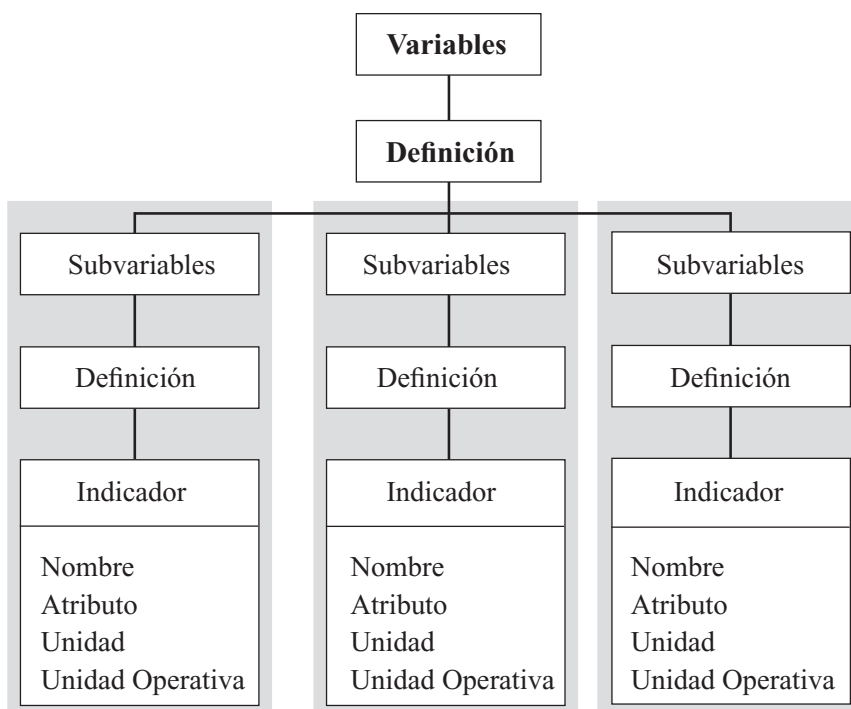 Variables
Definición
Subvariables
Definición
Indicador
Nombre
Atributo
Unidad
Unidad Operativa
Subvariables
Definición
Indicador
Nombre
Atributo
Unidad
Unidad Operativa
Subvariables
Definición
Indicador
Nombre
Atributo
Unidad
Unidad Operativa